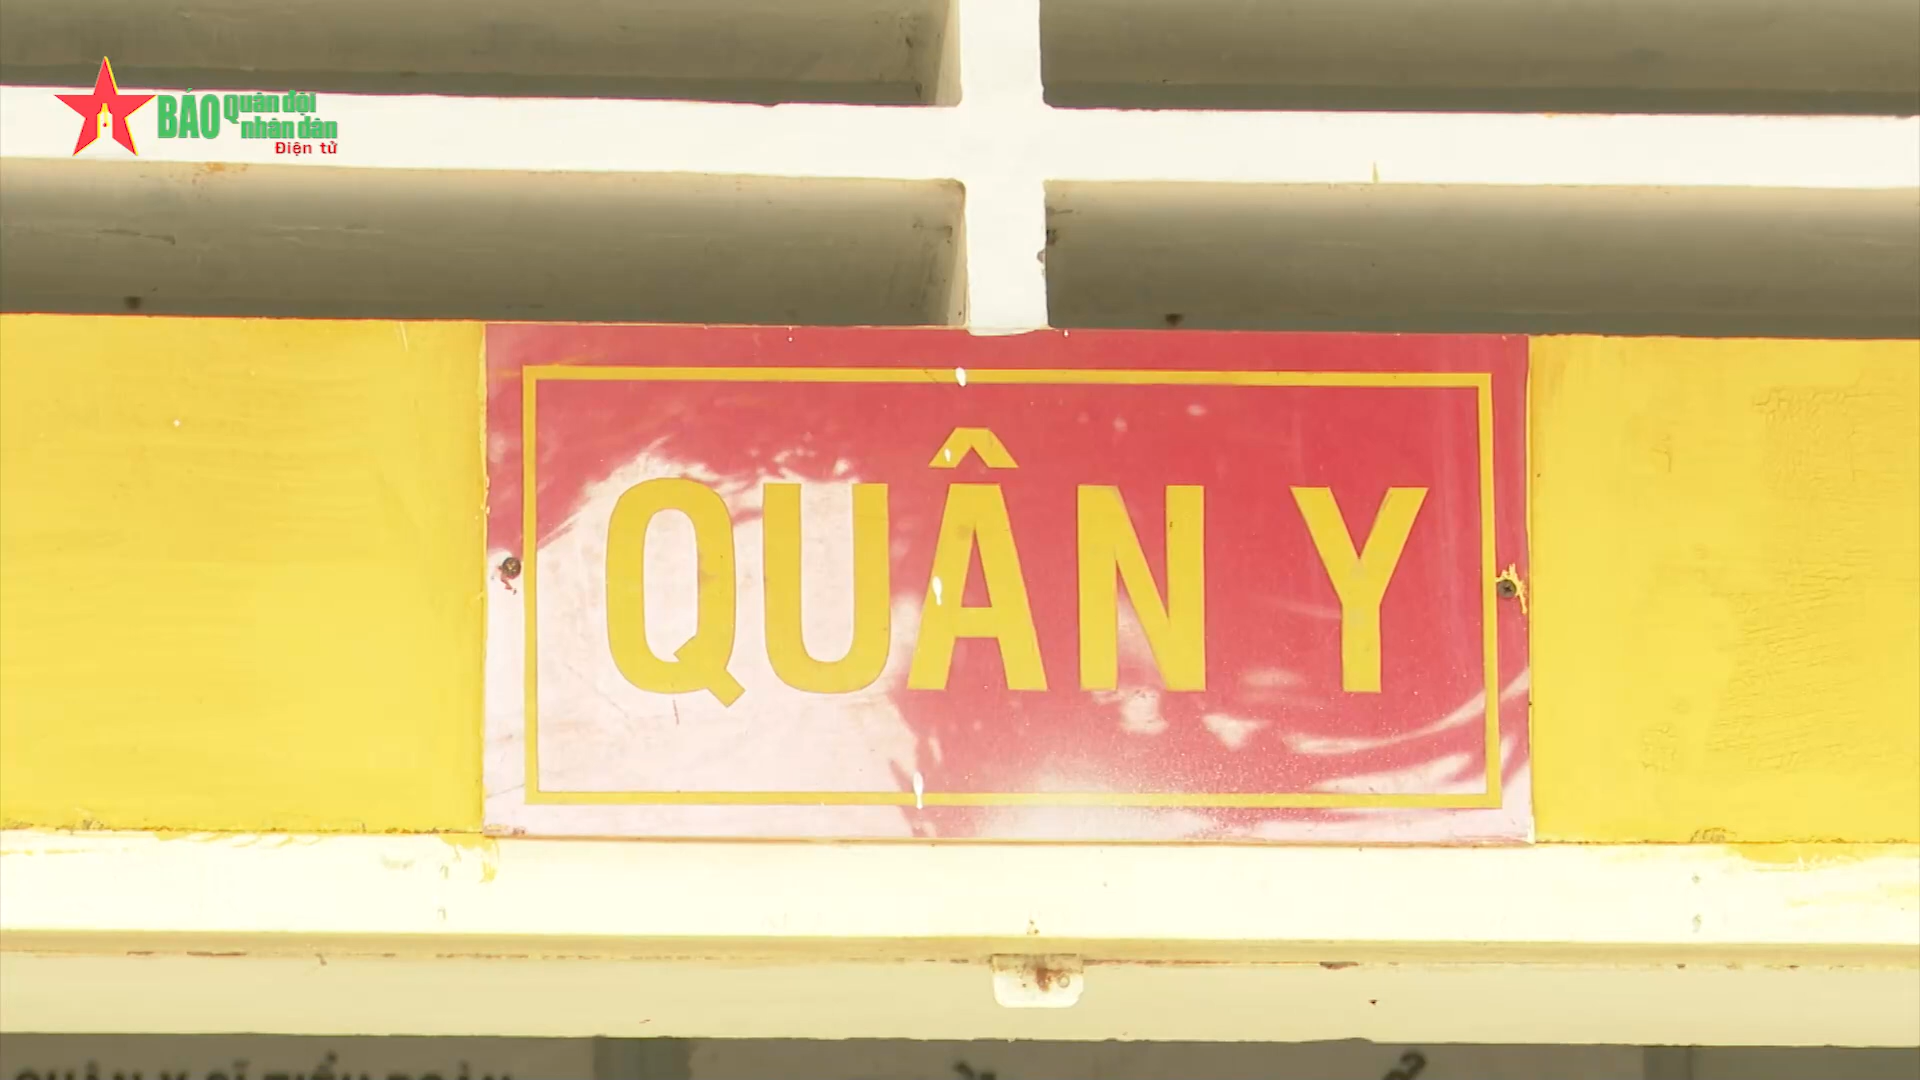 BÁO Quân đội
nhân dân
Điện tử
QUÂN Y